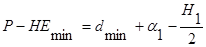 P - HE_min = d_min + α_1 - H_1/2